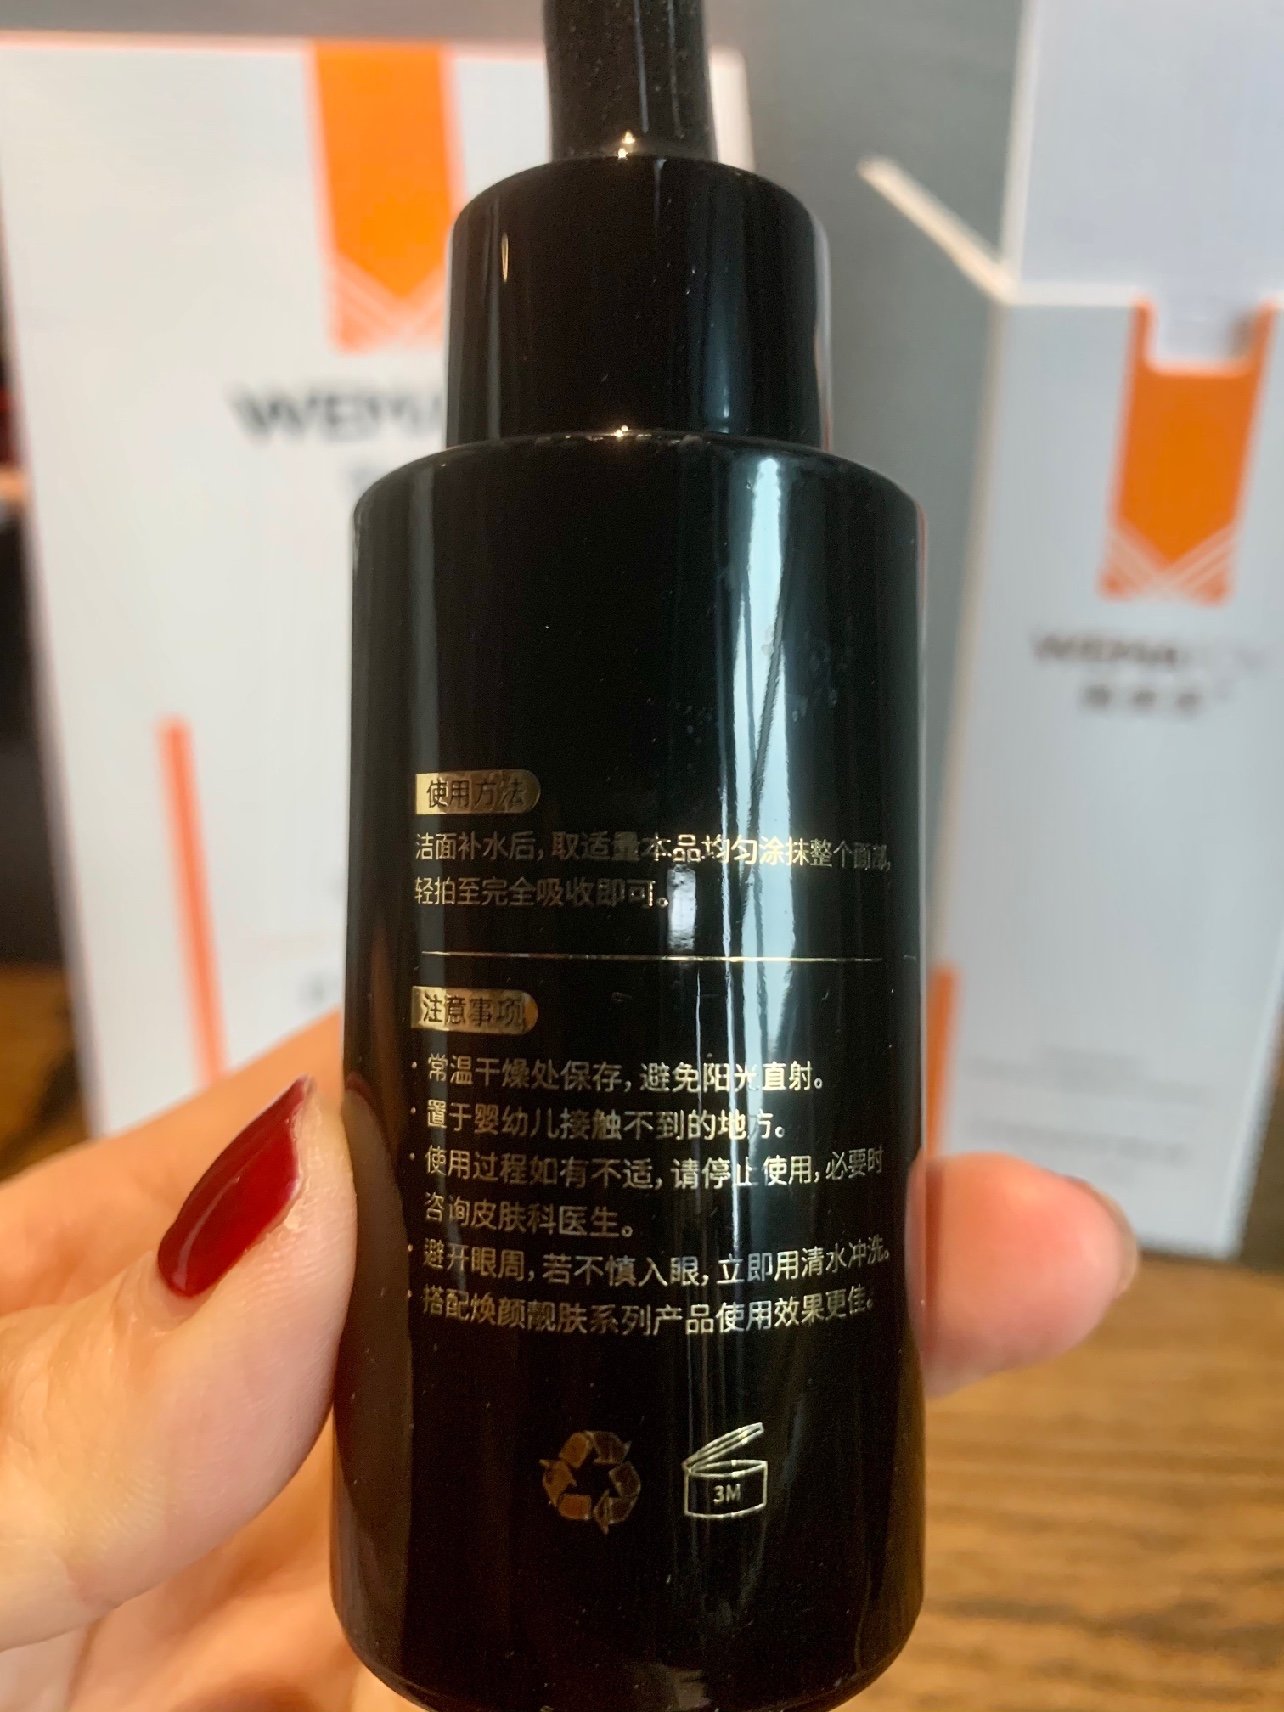 使用方法
洁面补水后，取适量本品均匀涂抹整个面部，
轻拍至完全吸收即可。
注意事项
· 常温干燥处保存，避免阳光直射。
· 置于婴幼儿接触不到的地方。
· 使用过程如有不适，请停止使用，必要时
咨询皮肤科医生。
· 避开眼周，若不慎入眼，立即用清水冲洗。
· 搭配焕颜靓肤系列产品使用效果更佳。
3M